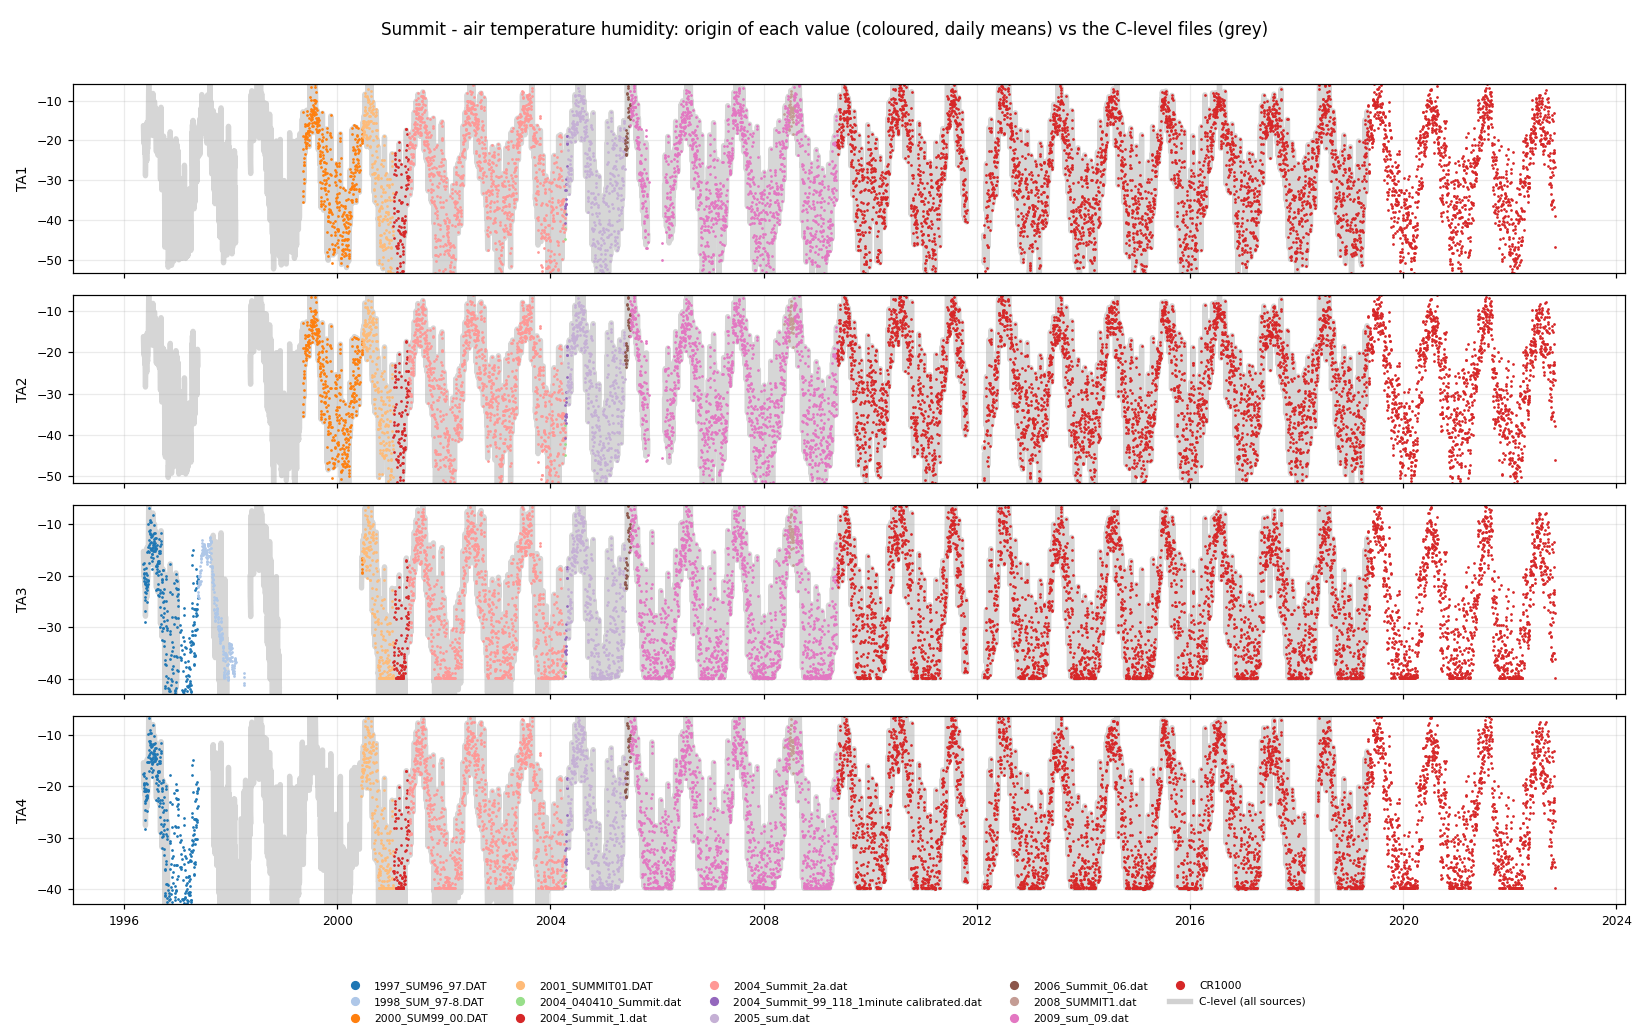 Summit - air temperature humidity: origin of each value (coloured, daily means) vs the C-level files (grey)
TA1
−10
−20
−30
−40
−50
TA2
−10
−20
−30
−40
−50
TA3
−10
−20
−30
−40
TA4
−10
−20
−30
−40
1996 2000 2004 2008 2012 2016 2020 2024
1997_SUM96_97.DAT 2001_SUMMIT01.DAT 2004_Summit_2a.dat 2006_Summit_06.dat CR1000
1998_SUM_97-8.DAT 2004_040410_Summit.dat 2004_Summit_99_118_1minute calibrated.dat 2008_SUMMIT1.dat C-level (all sources)
2000_SUM99_00.DAT 2004_Summit_1.dat 2005_sum.dat 2009_sum_09.dat